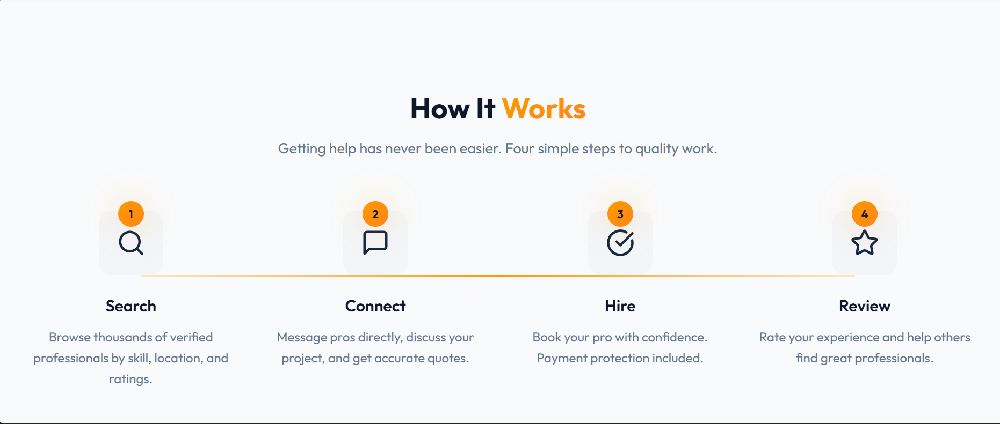 How It Works
Getting help has never been easier. Four simple steps to quality work.
1
Search
Browse thousands of verified
professionals by skill, location, and
ratings.
2
Connect
Message pros directly, discuss your
project, and get accurate quotes.
3
Hire
Book your pro with confidence.
Payment protection included.
4
Review
Rate your experience and help others
find great professionals.